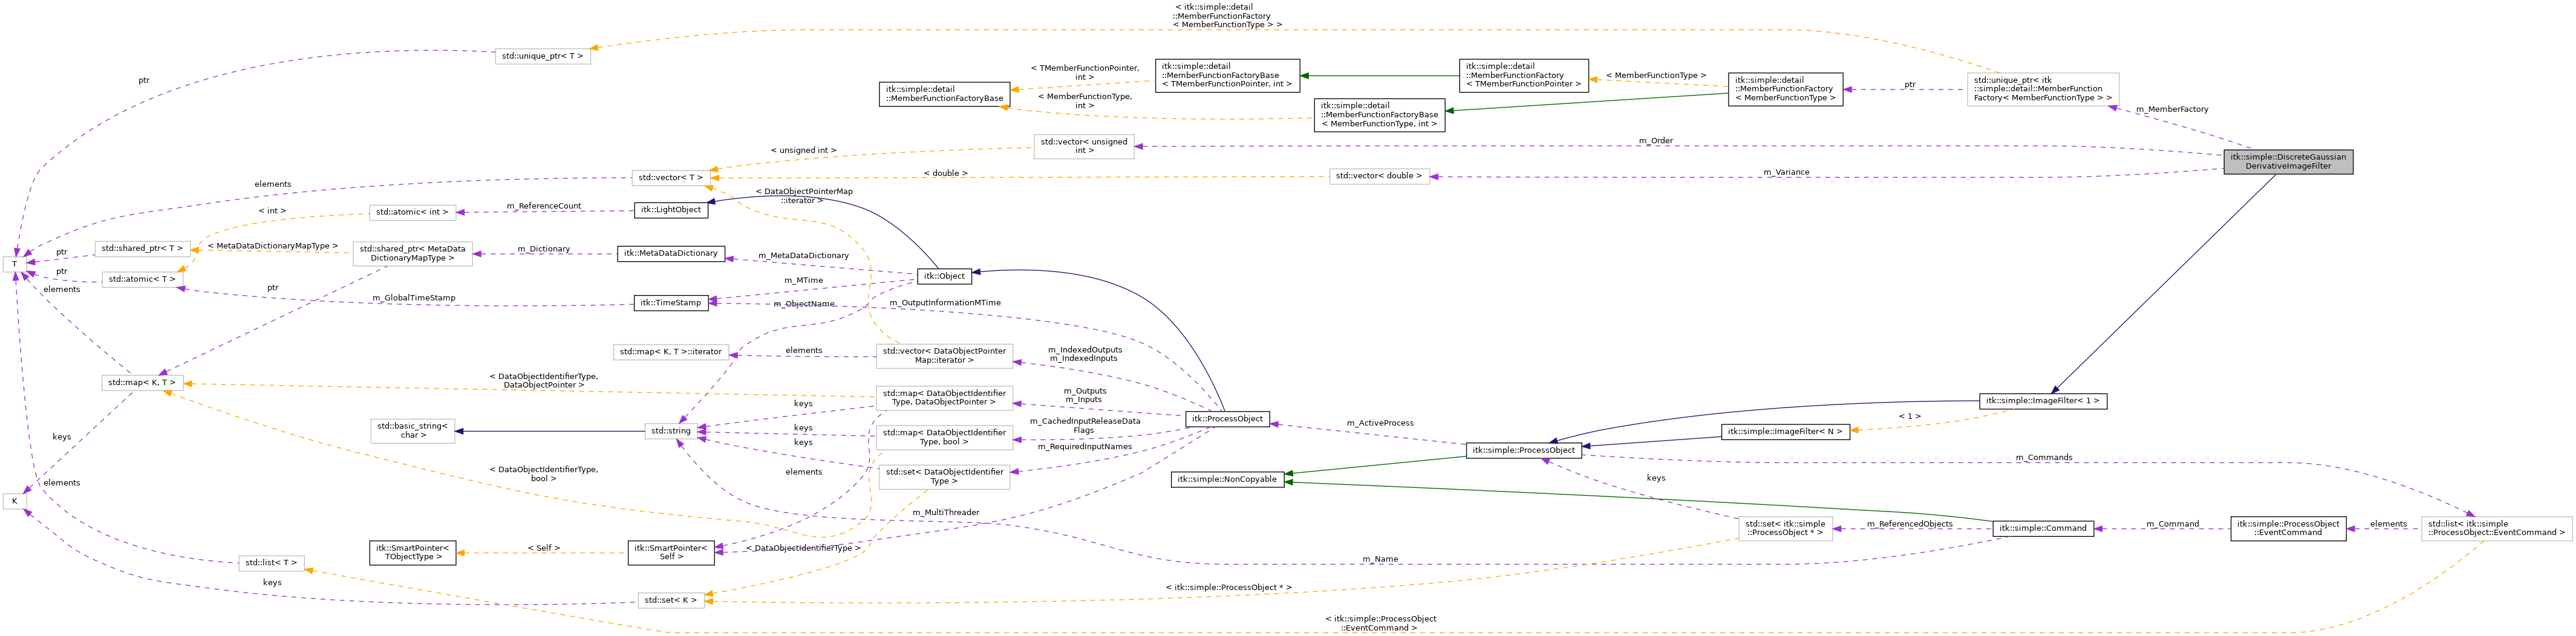 < itk::simple::detail
::MemberFunctionFactory
< MemberFunctionType > >
std::unique_ptr< T >
ptr
itk::simple::detail
::MemberFunctionFactoryBase
< TMemberFunctionPointer,
int >
< MemberFunctionType,
int >
itk::simple::detail
::MemberFunctionFactoryBase
< TMemberFunctionPointer, int >
itk::simple::detail
::MemberFunctionFactoryBase
< MemberFunctionType, int >
itk::simple::detail
::MemberFunctionFactory
< TMemberFunctionPointer >
< MemberFunctionType >
itk::simple::detail
::MemberFunctionFactory
< MemberFunctionType >
ptr
std::unique_ptr< itk
::simple::detail::MemberFunction
Factory< MemberFunctionType > >
m_MemberFactory
itk::simple::DiscreteGaussian
DerivativeImageFilter
m_Order
std::vector< unsigned
int >
< unsigned int >
std::vector< T >
< double >
std::vector< double >
m_Variance
elements
< DataObjectPointerMap
::iterator >
< int >
std::atomic< int >
m_ReferenceCount
itk::LightObject
ptr
std::shared_ptr< T >
< MetaDataDictionaryMapType >
std::shared_ptr< MetaData
DictionaryMapType >
m_Dictionary
itk::MetaDataDictionary
m_MetaDataDictionary
itk::Object
T
ptr
std::atomic< T >
elements
ptr
m_GlobalTimeStamp
itk::TimeStamp
m_MTime
m_ObjectName
m_OutputInformationMTime
std::map< K, T >::iterator
elements
std::vector< DataObjectPointer
Map::iterator >
m_IndexedOutputs
m_IndexedInputs
std::map< K, T >
< DataObjectIdentifierType,
DataObjectPointer >
std::map< DataObjectIdentifier
Type, DataObjectPointer >
m_Outputs
m_Inputs
keys
std::basic_string<
char >
std::string
keys
std::map< DataObjectIdentifier
Type, bool >
m_CachedInputReleaseData
Flags
itk::ProcessObject
m_ActiveProcess
itk::simple::ProcessObject
itk::simple::ImageFilter< 1 >
< 1 >
itk::simple::ImageFilter< N >
keys
keys
m_RequiredInputNames
std::set< DataObjectIdentifier
Type >
elements
< DataObjectIdentifierType,
bool >
itk::simple::NonCopyable
keys
m_Commands
K
elements
m_MultiThreader
itk::SmartPointer<
TObjectType >
< Self >
itk::SmartPointer<
Self >
< DataObjectIdentifierType >
std::set< itk::simple
::ProcessObject * >
m_ReferencedObjects
itk::simple::Command
m_Command
itk::simple::ProcessObject
::EventCommand
elements
std::list< itk::simple
::ProcessObject::EventCommand >
m_Name
std::list< T >
keys
std::set< K >
< itk::simple::ProcessObject * >
< itk::simple::ProcessObject
::EventCommand >